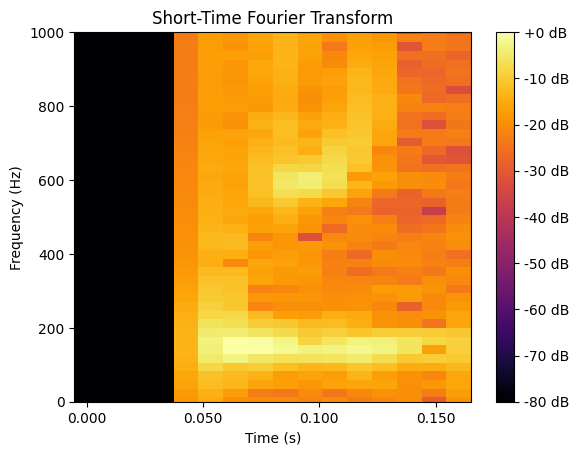 Short-Time Fourier Transform
1000
800
600
400
200
0
Frequency (Hz)
0.000
0.050
0.100
0.150
Time (s)
+0 dB
-10 dB
-20 dB
-30 dB
-40 dB
-50 dB
-60 dB
-70 dB
-80 dB